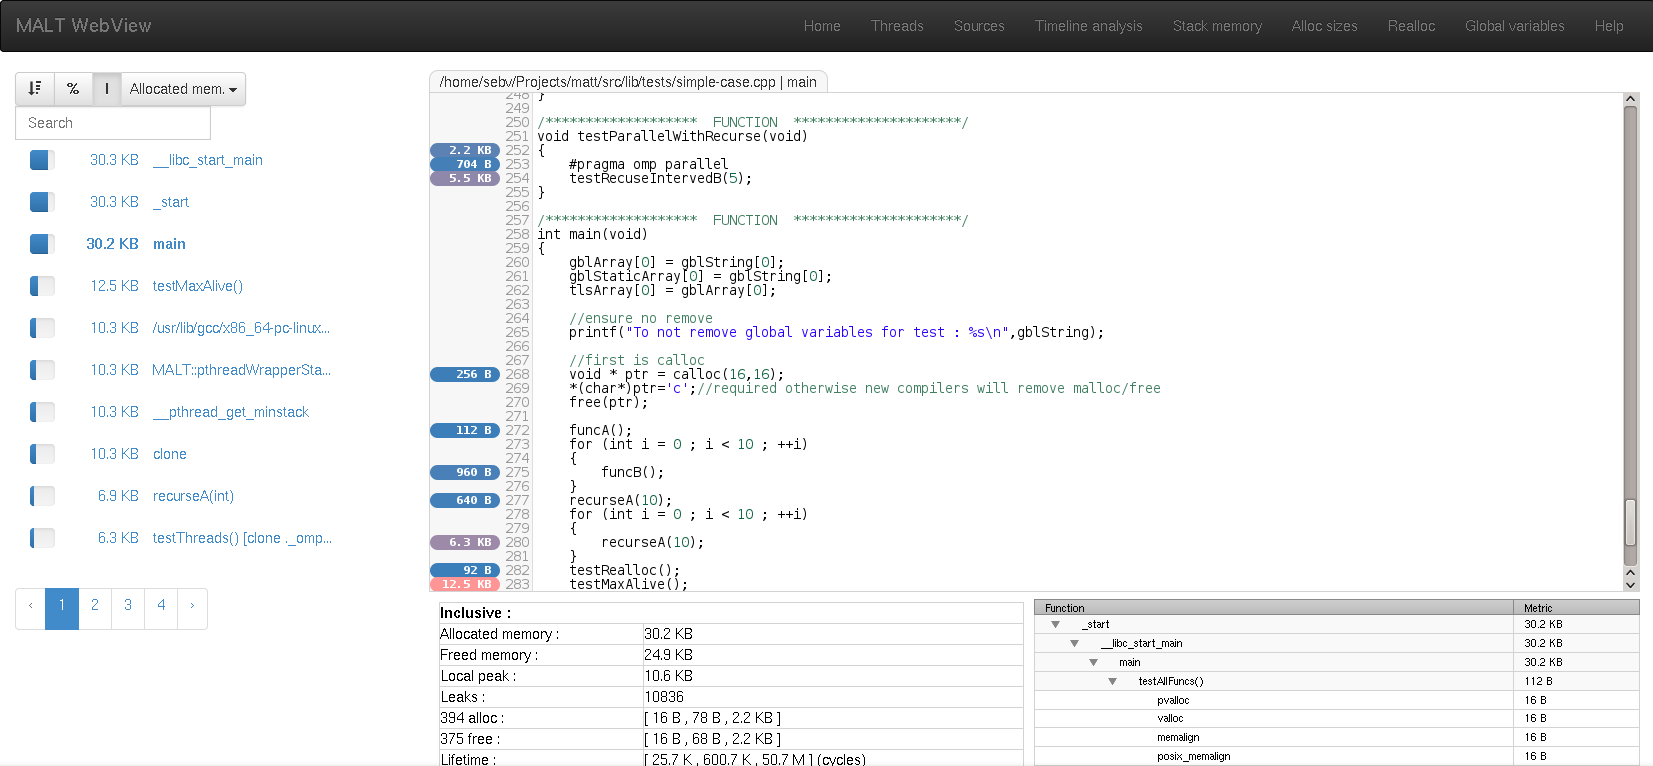 MALT WebView Home Threads Sources Timeline analysis Stack memory Alloc sizes Realloc Global variables Help
% I Allocated mem.
Search
30.3 KB __libc_start_main
30.3 KB _start
30.2 KB main
12.5 KB testMaxAlive()
10.3 KB /usr/lib/gcc/x86_64-pc-linux...
10.3 KB MALT::pthreadWrapperSta...
10.3 KB __pthread_get_minstack
10.3 KB clone
6.9 KB recurseA(int)
6.3 KB testThreads() [clone ._omp...
‹ 1 2 3 4 ›
/home/sebv/Projects/matt/src/lib/tests/simple-case.cpp | main
248 }
249
250 /******************* FUNCTION *********************/
251 void testParallelWithRecurse(void)
2.2 KB 252 {
704 B 253 #pragma omp parallel
5.5 KB 254 testRecuseIntervedB(5);
255 }
256
257 /******************* FUNCTION *********************/
258 int main(void)
259 {
260 gblArray[0] = gblString[0];
261 gblStaticArray[0] = gblString[0];
262 tlsArray[0] = gblArray[0];
263
264 //ensure no remove
265 printf("To not remove global variables for test : %s\n",gblString);
266
267 //first is calloc
256 B 268 void * ptr = calloc(16,16);
269 *(char*)ptr='c';//required otherwise new compilers will remove malloc/free
270 free(ptr);
271
112 B 272 funcA();
273 for (int i = 0 ; i < 10 ; ++i)
274 {
960 B 275 funcB();
276 }
640 B 277 recurseA(10);
278 for (int i = 0 ; i < 10 ; ++i)
279 {
6.3 KB 280 recurseA(10);
281 }
92 B 282 testRealloc();
12.5 KB 283 testMaxAlive();
Inclusive :
Allocated memory : 30.2 KB
Freed memory : 24.9 KB
Local peak : 10.6 KB
Leaks : 10836
394 alloc : [ 16 B , 78 B , 2.2 KB ]
375 free : [ 16 B , 68 B , 2.2 KB ]
Lifetime : [ 25.7 K , 600.7 K , 50.7 M ] (cycles)
Function Metric
_start 30.2 KB
__libc_start_main 30.2 KB
main 30.2 KB
testAllFuncs() 112 B
pvalloc 16 B
valloc 16 B
memalign 16 B
posix_memalign 16 B